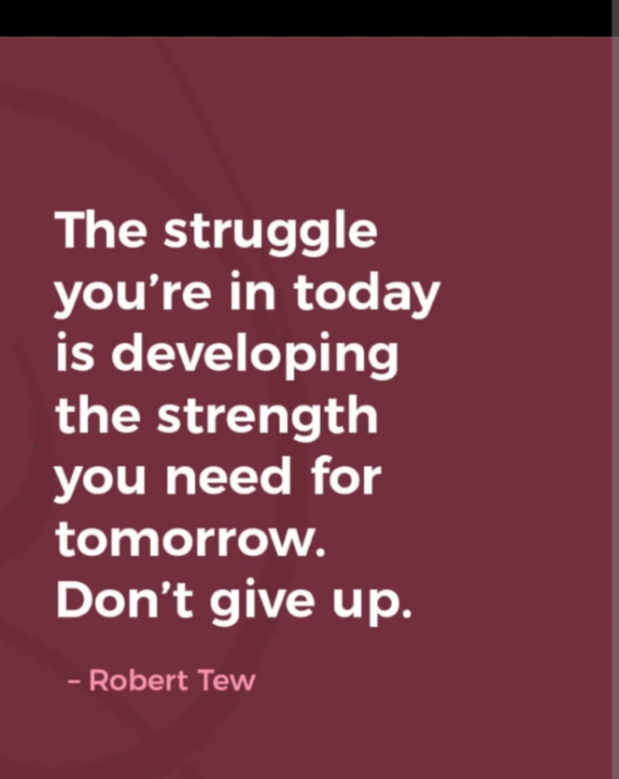 The struggle
you’re in today
is developing
the strength
you need for
tomorrow.
Don’t give up.
– Robert Tew